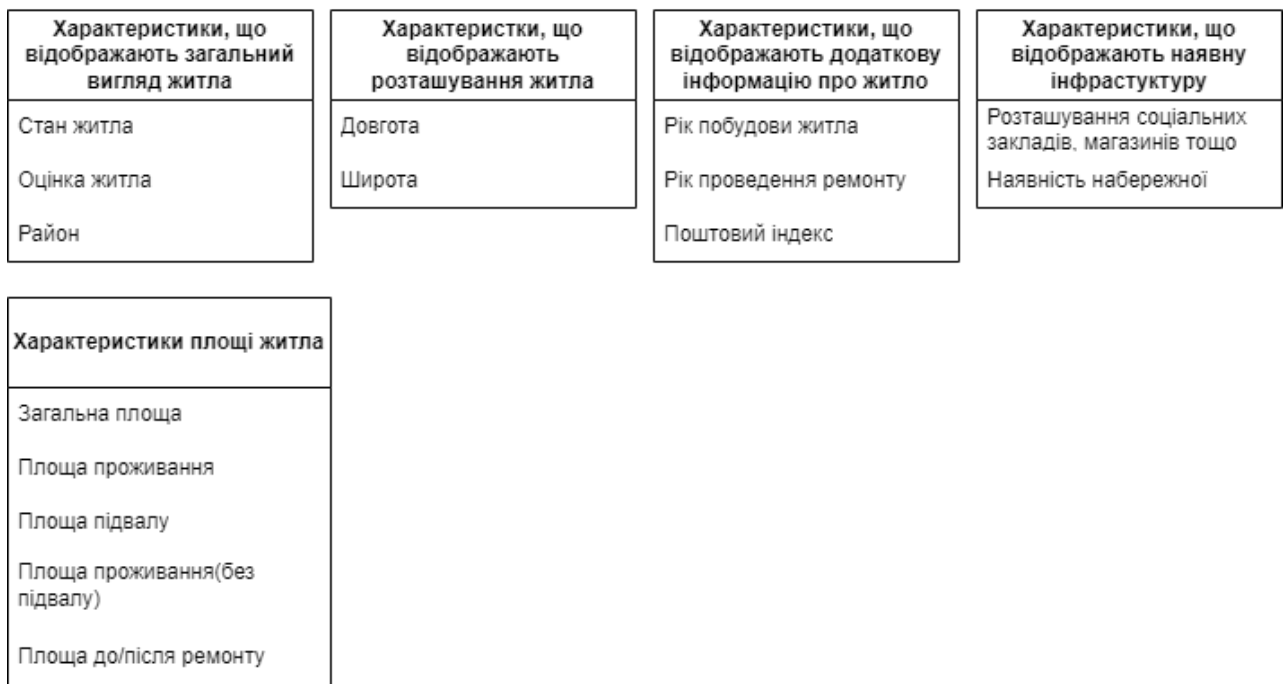 Характеристики, що
відображають загальний
вигляд житла
Стан житла
Оцінка житла
Район
Характеристки, що
відображають
розташування житла
Довгота
Широта
Характеристики, що
відображають додаткову
інформацію про житло
Рік побудови житла
Рік проведення ремонту
Поштовий індекс
Характеристики, що
відображають наявну
інфрастуктуру
Розташування соціальних
закладів, магазинів тощо
Наявність набережної
Характеристики площі житла
Загальна площа
Площа проживання
Площа підвалу
Площа проживання(без
підвалу)
Площа до/після ремонту